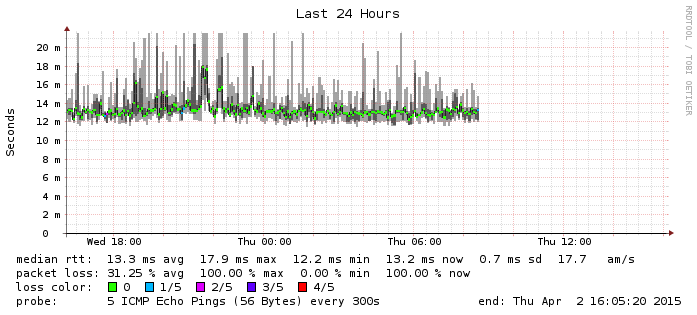 Last 24 Hours
RRDTOOL / TOBI OETIKER
Seconds
20 m
18 m
16 m
14 m
12 m
10 m
8 m
6 m
4 m
2 m
0
Wed 18:00 Thu 00:00 Thu 06:00 Thu 12:00
median rtt: 13.3 ms avg 17.9 ms max 12.2 ms min 13.2 ms now 0.7 ms sd 17.7 am/s
packet loss: 31.25 % avg 100.00 % max 0.00 % min 100.00 % now
loss color: 0 1/5 2/5 3/5 4/5
probe: 5 ICMP Echo Pings (56 Bytes) every 300s end: Thu Apr 2 16:05:20 2015